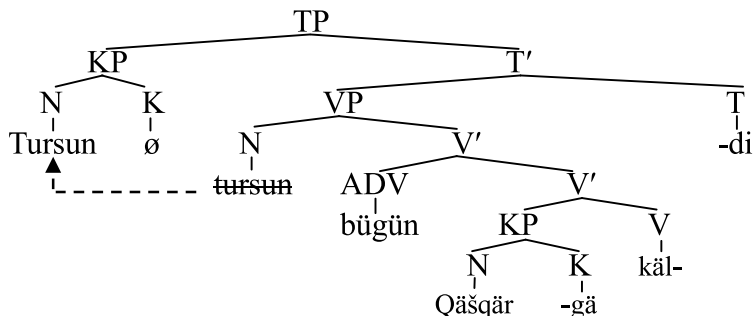 TP
KP T′
N K VP T
Tursun ø N V′ -di
tursun ADV V′
bügün KP V
N K käl-
Qäšqär -gä